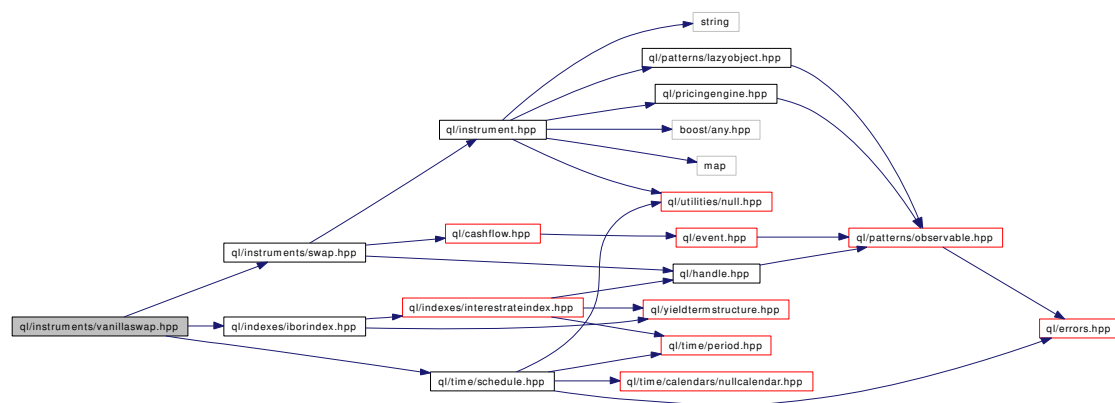 string
ql/patterns/lazyobject.hpp
ql/pricingengine.hpp
ql/instrument.hpp
boost/any.hpp
map
ql/utilities/null.hpp
ql/cashflow.hpp
ql/event.hpp
ql/patterns/observable.hpp
ql/instruments/swap.hpp
ql/handle.hpp
ql/indexes/interestrateindex.hpp
ql/yieldtermstructure.hpp
ql/instruments/vanillaswap.hpp
ql/indexes/iborindex.hpp
ql/errors.hpp
ql/time/period.hpp
ql/time/schedule.hpp
ql/time/calendars/nullcalendar.hpp